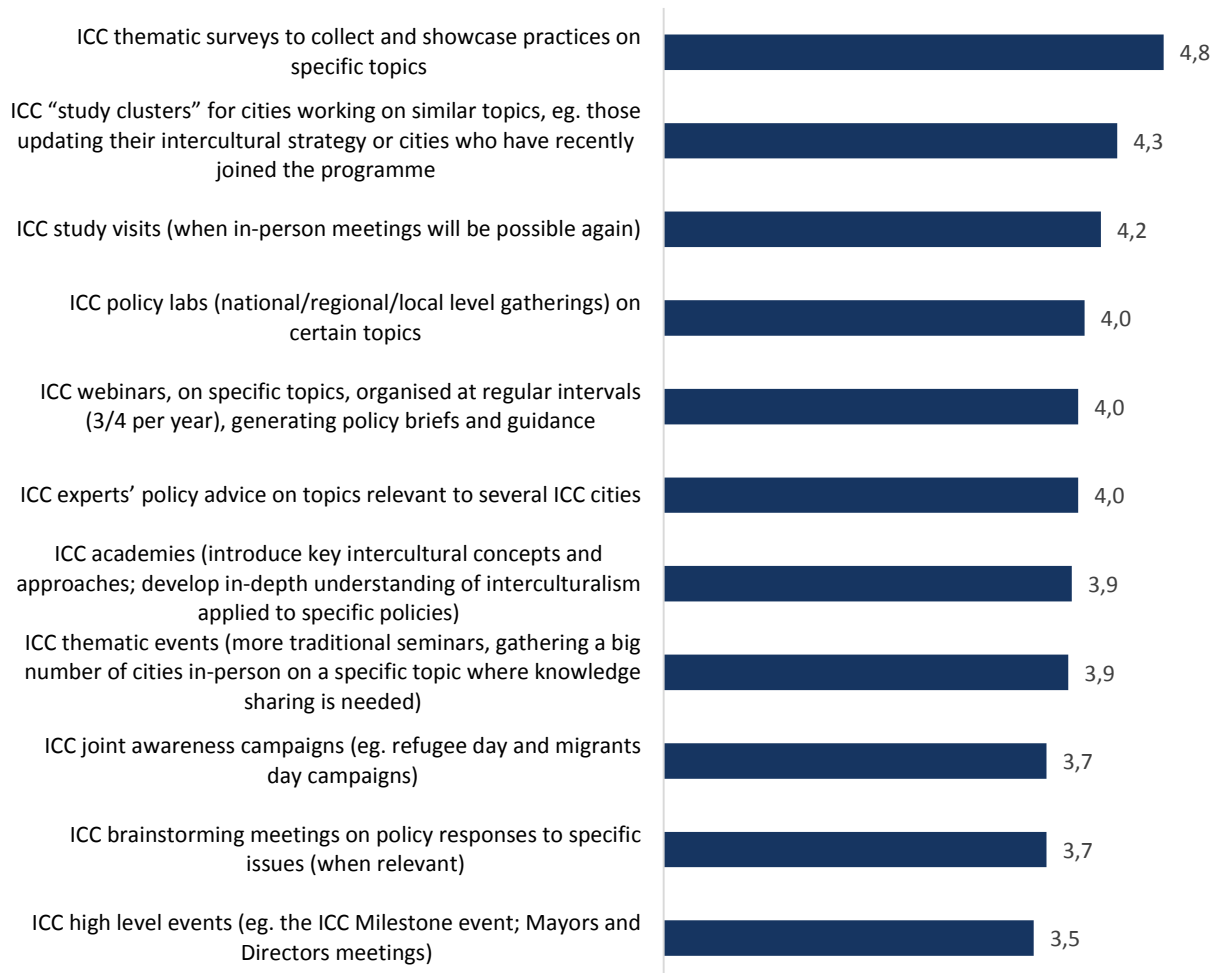 ICC thematic surveys to collect and showcase practices on
specific topics
4,8
ICC “study clusters” for cities working on similar topics, eg. those
updating their intercultural strategy or cities who have recently
joined the programme
4,3
ICC study visits (when in-person meetings will be possible again)
4,2
ICC policy labs (national/regional/local level gatherings) on
certain topics
4,0
ICC webinars, on specific topics, organised at regular intervals
(3/4 per year), generating policy briefs and guidance
4,0
ICC experts’ policy advice on topics relevant to several ICC cities
4,0
ICC academies (introduce key intercultural concepts and
approaches; develop in-depth understanding of interculturalism
applied to specific policies)
3,9
ICC thematic events (more traditional seminars, gathering a big
number of cities in-person on a specific topic where knowledge
sharing is needed)
3,9
ICC joint awareness campaigns (eg. refugee day and migrants
day campaigns)
3,7
ICC brainstorming meetings on policy responses to specific
issues (when relevant)
3,7
ICC high level events (eg. the ICC Milestone event; Mayors and
Directors meetings)
3,5